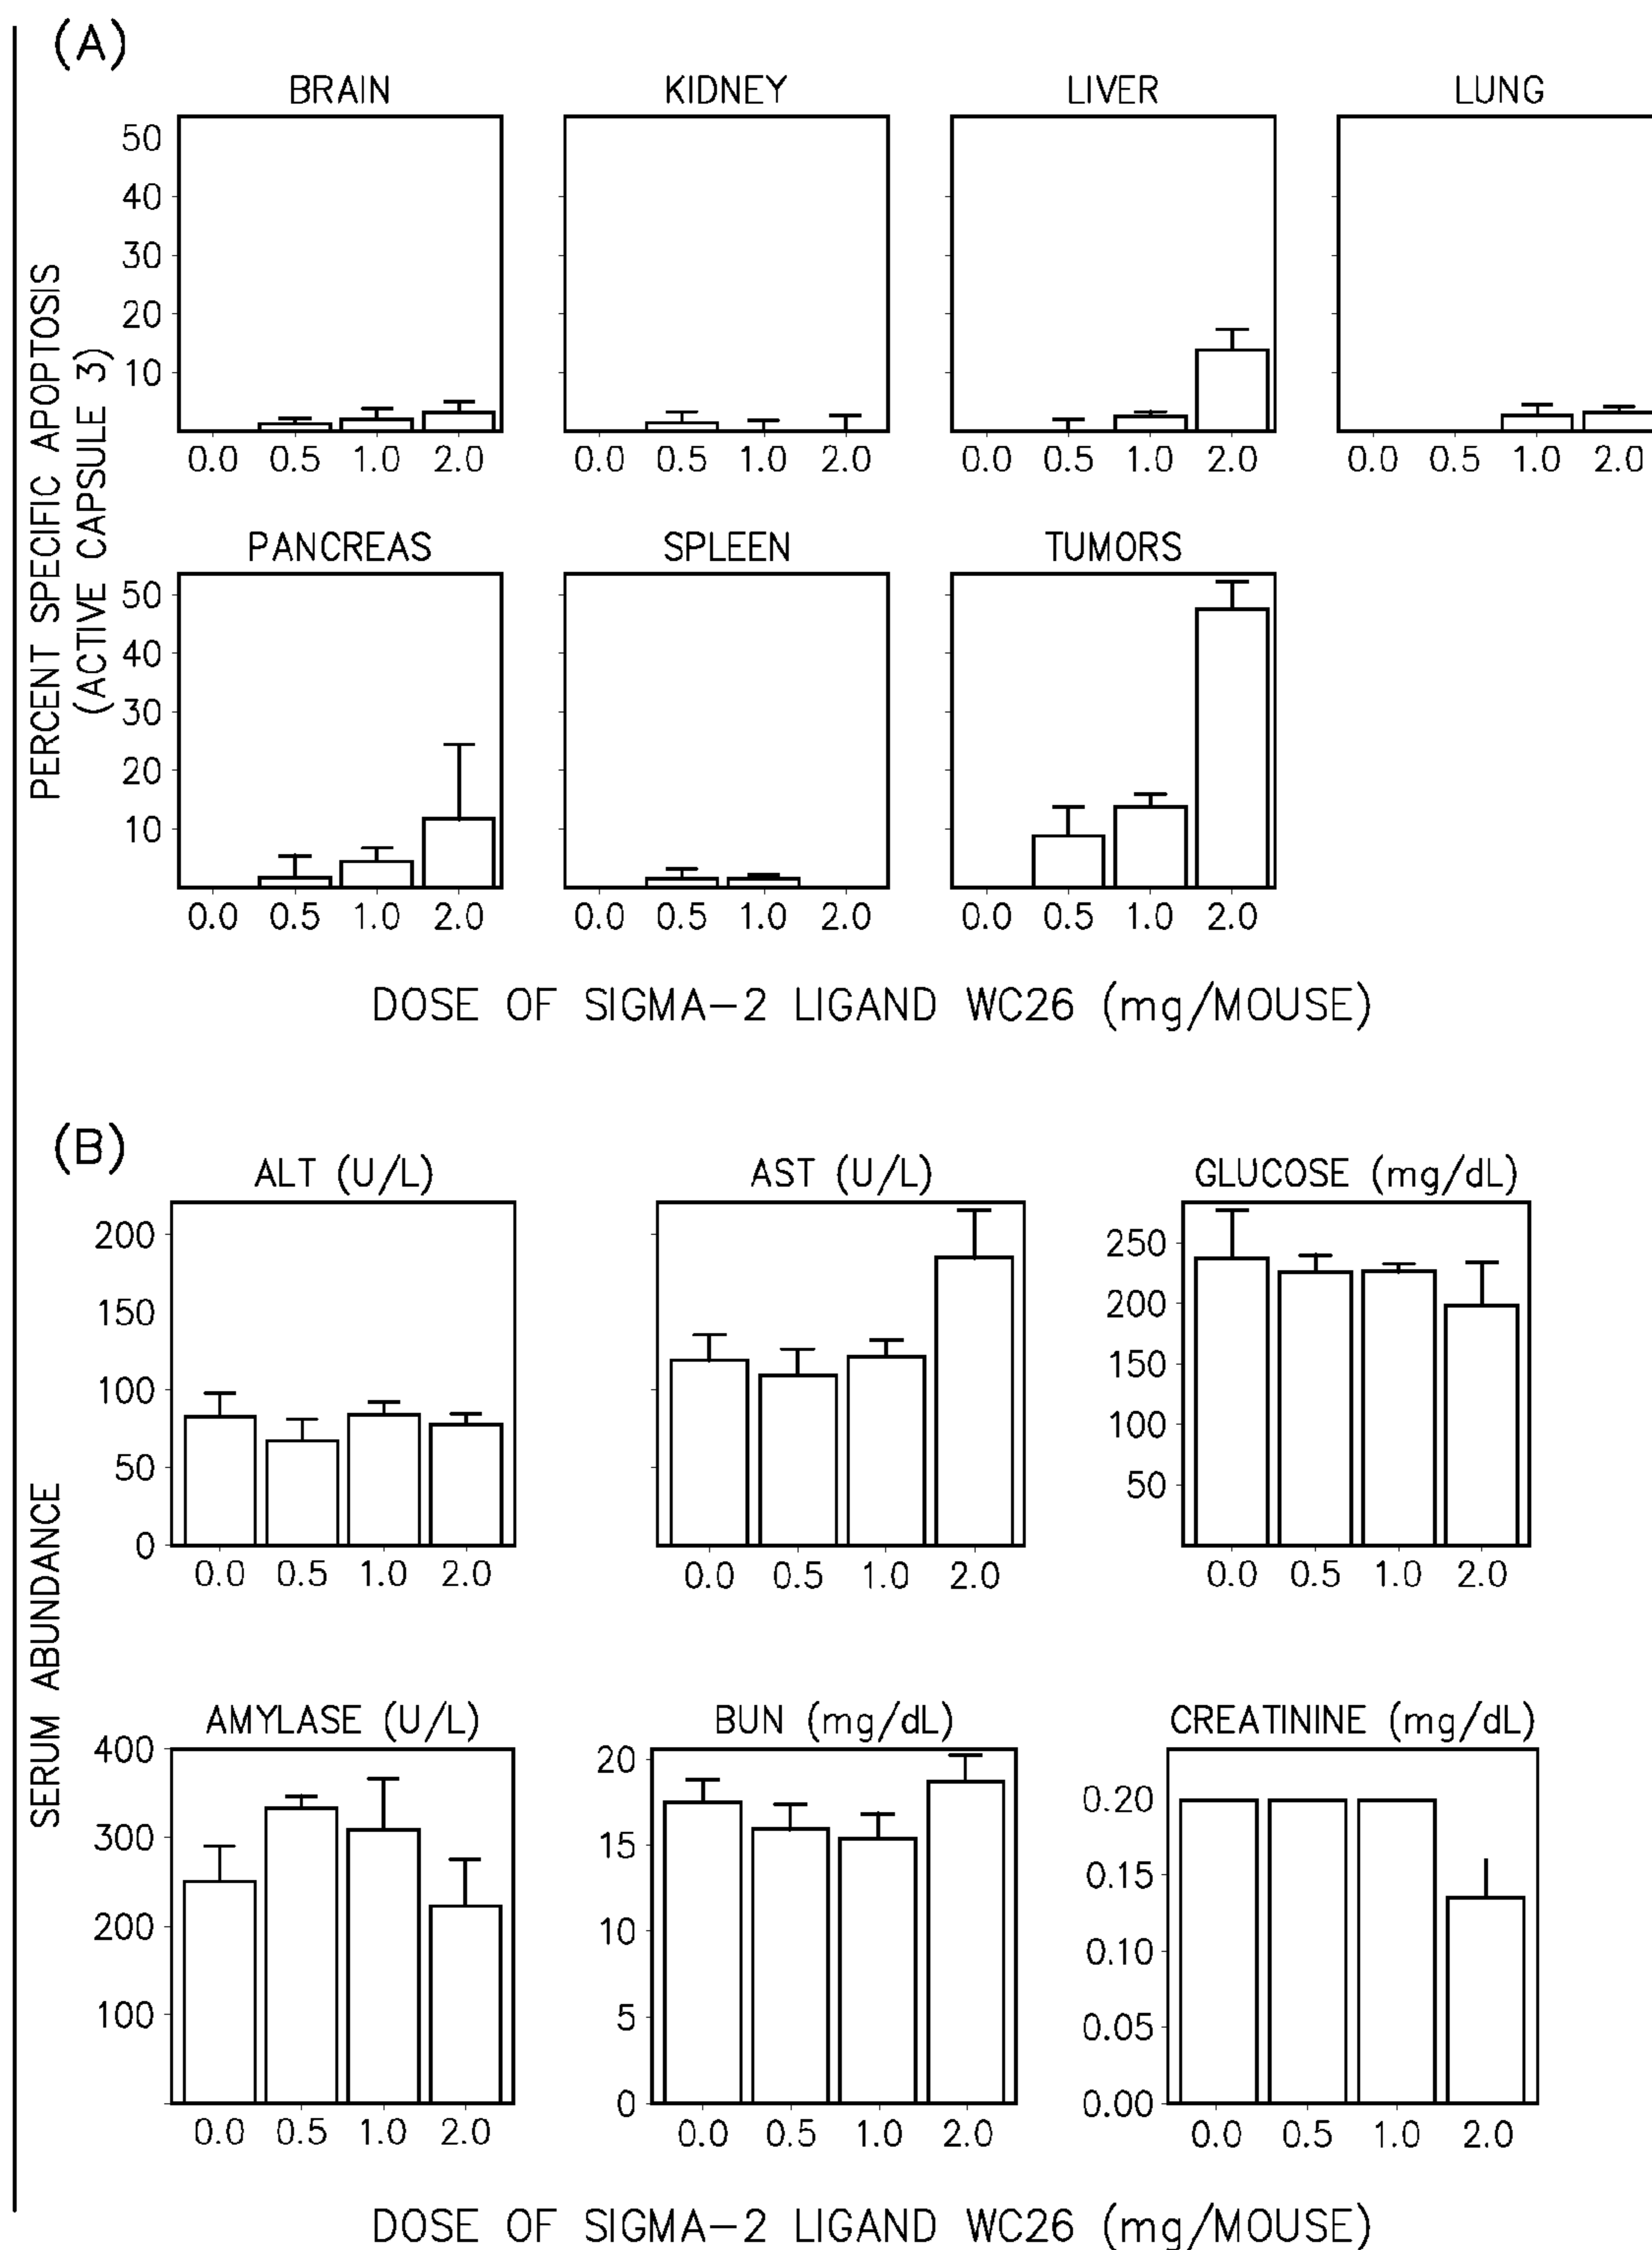 (A)
BRAIN KIDNEY LIVER LUNG
PERCENT SPECIFIC APOPTOSIS
(ACTIVE CAPSULE 3)
50
40
30
20
10
0.0 0.5 1.0 2.0 0.0 0.5 1.0 2.0 0.0 0.5 1.0 2.0 0.0 0.5 1.0 2.0
PANCREAS SPLEEN TUMORS
50
40
30
20
10
0.0 0.5 1.0 2.0 0.0 0.5 1.0 2.0 0.0 0.5 1.0 2.0
DOSE OF SIGMA-2 LIGAND WC26 (mg/MOUSE)
(B)
SERUM ABUNDANCE
ALT (U/L) AST (U/L) GLUCOSE (mg/dL)
200
150
100
50
0
250
200
150
100
50
0.0 0.5 1.0 2.0 0.0 0.5 1.0 2.0 0.0 0.5 1.0 2.0
AMYLASE (U/L) BUN (mg/dL) CREATININE (mg/dL)
400
300
200
100
20
15
10
5
0
0.20
0.15
0.10
0.05
0.00
0.0 0.5 1.0 2.0 0.0 0.5 1.0 2.0 0.0 0.5 1.0 2.0
DOSE OF SIGMA-2 LIGAND WC26 (mg/MOUSE)